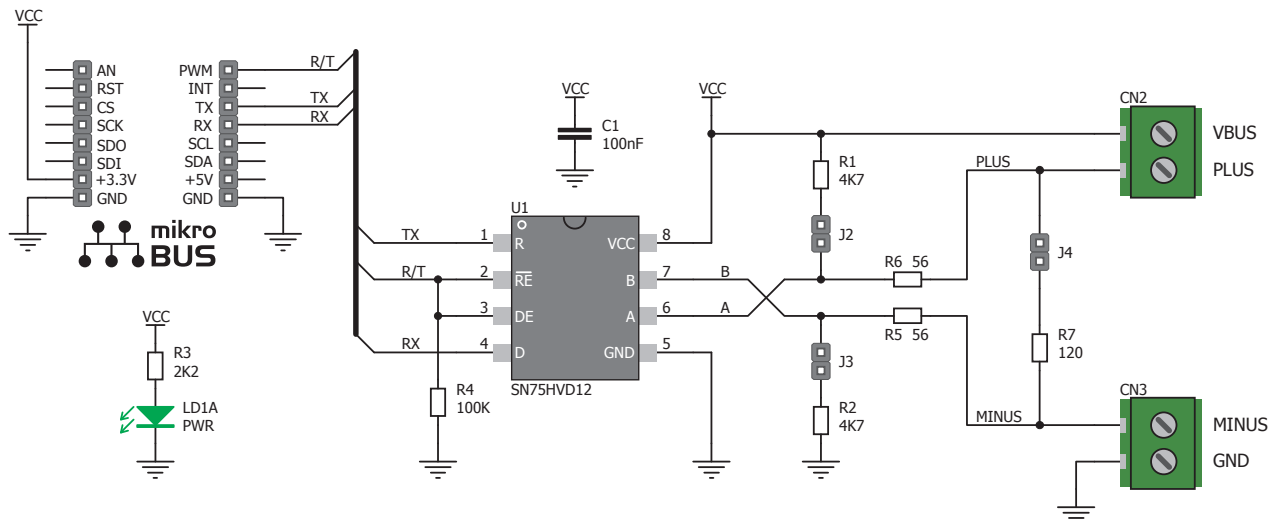 VCC
AN
RST
CS
SCK
SDO
SDI
+3.3V
GND
PWM
INT
TX
RX
SCL
SDA
+5V
GND
R/T
TX
RX
mikro
BUS
VCC
R3
2K2
LD1A
PWR
VCC
C1
100nF
VCC
U1
TX 1 R
R/T 2 RE
3 DE
RX 4 D
VCC 8
B 7 B
A 6 A
GND 5
SN75HVD12
R4
100K
R1
4K7
J2
J3
R2
4K7
R6 56
R5 56
PLUS
MINUS
J4
R7
120
CN2
VBUS
PLUS
CN3
MINUS
GND